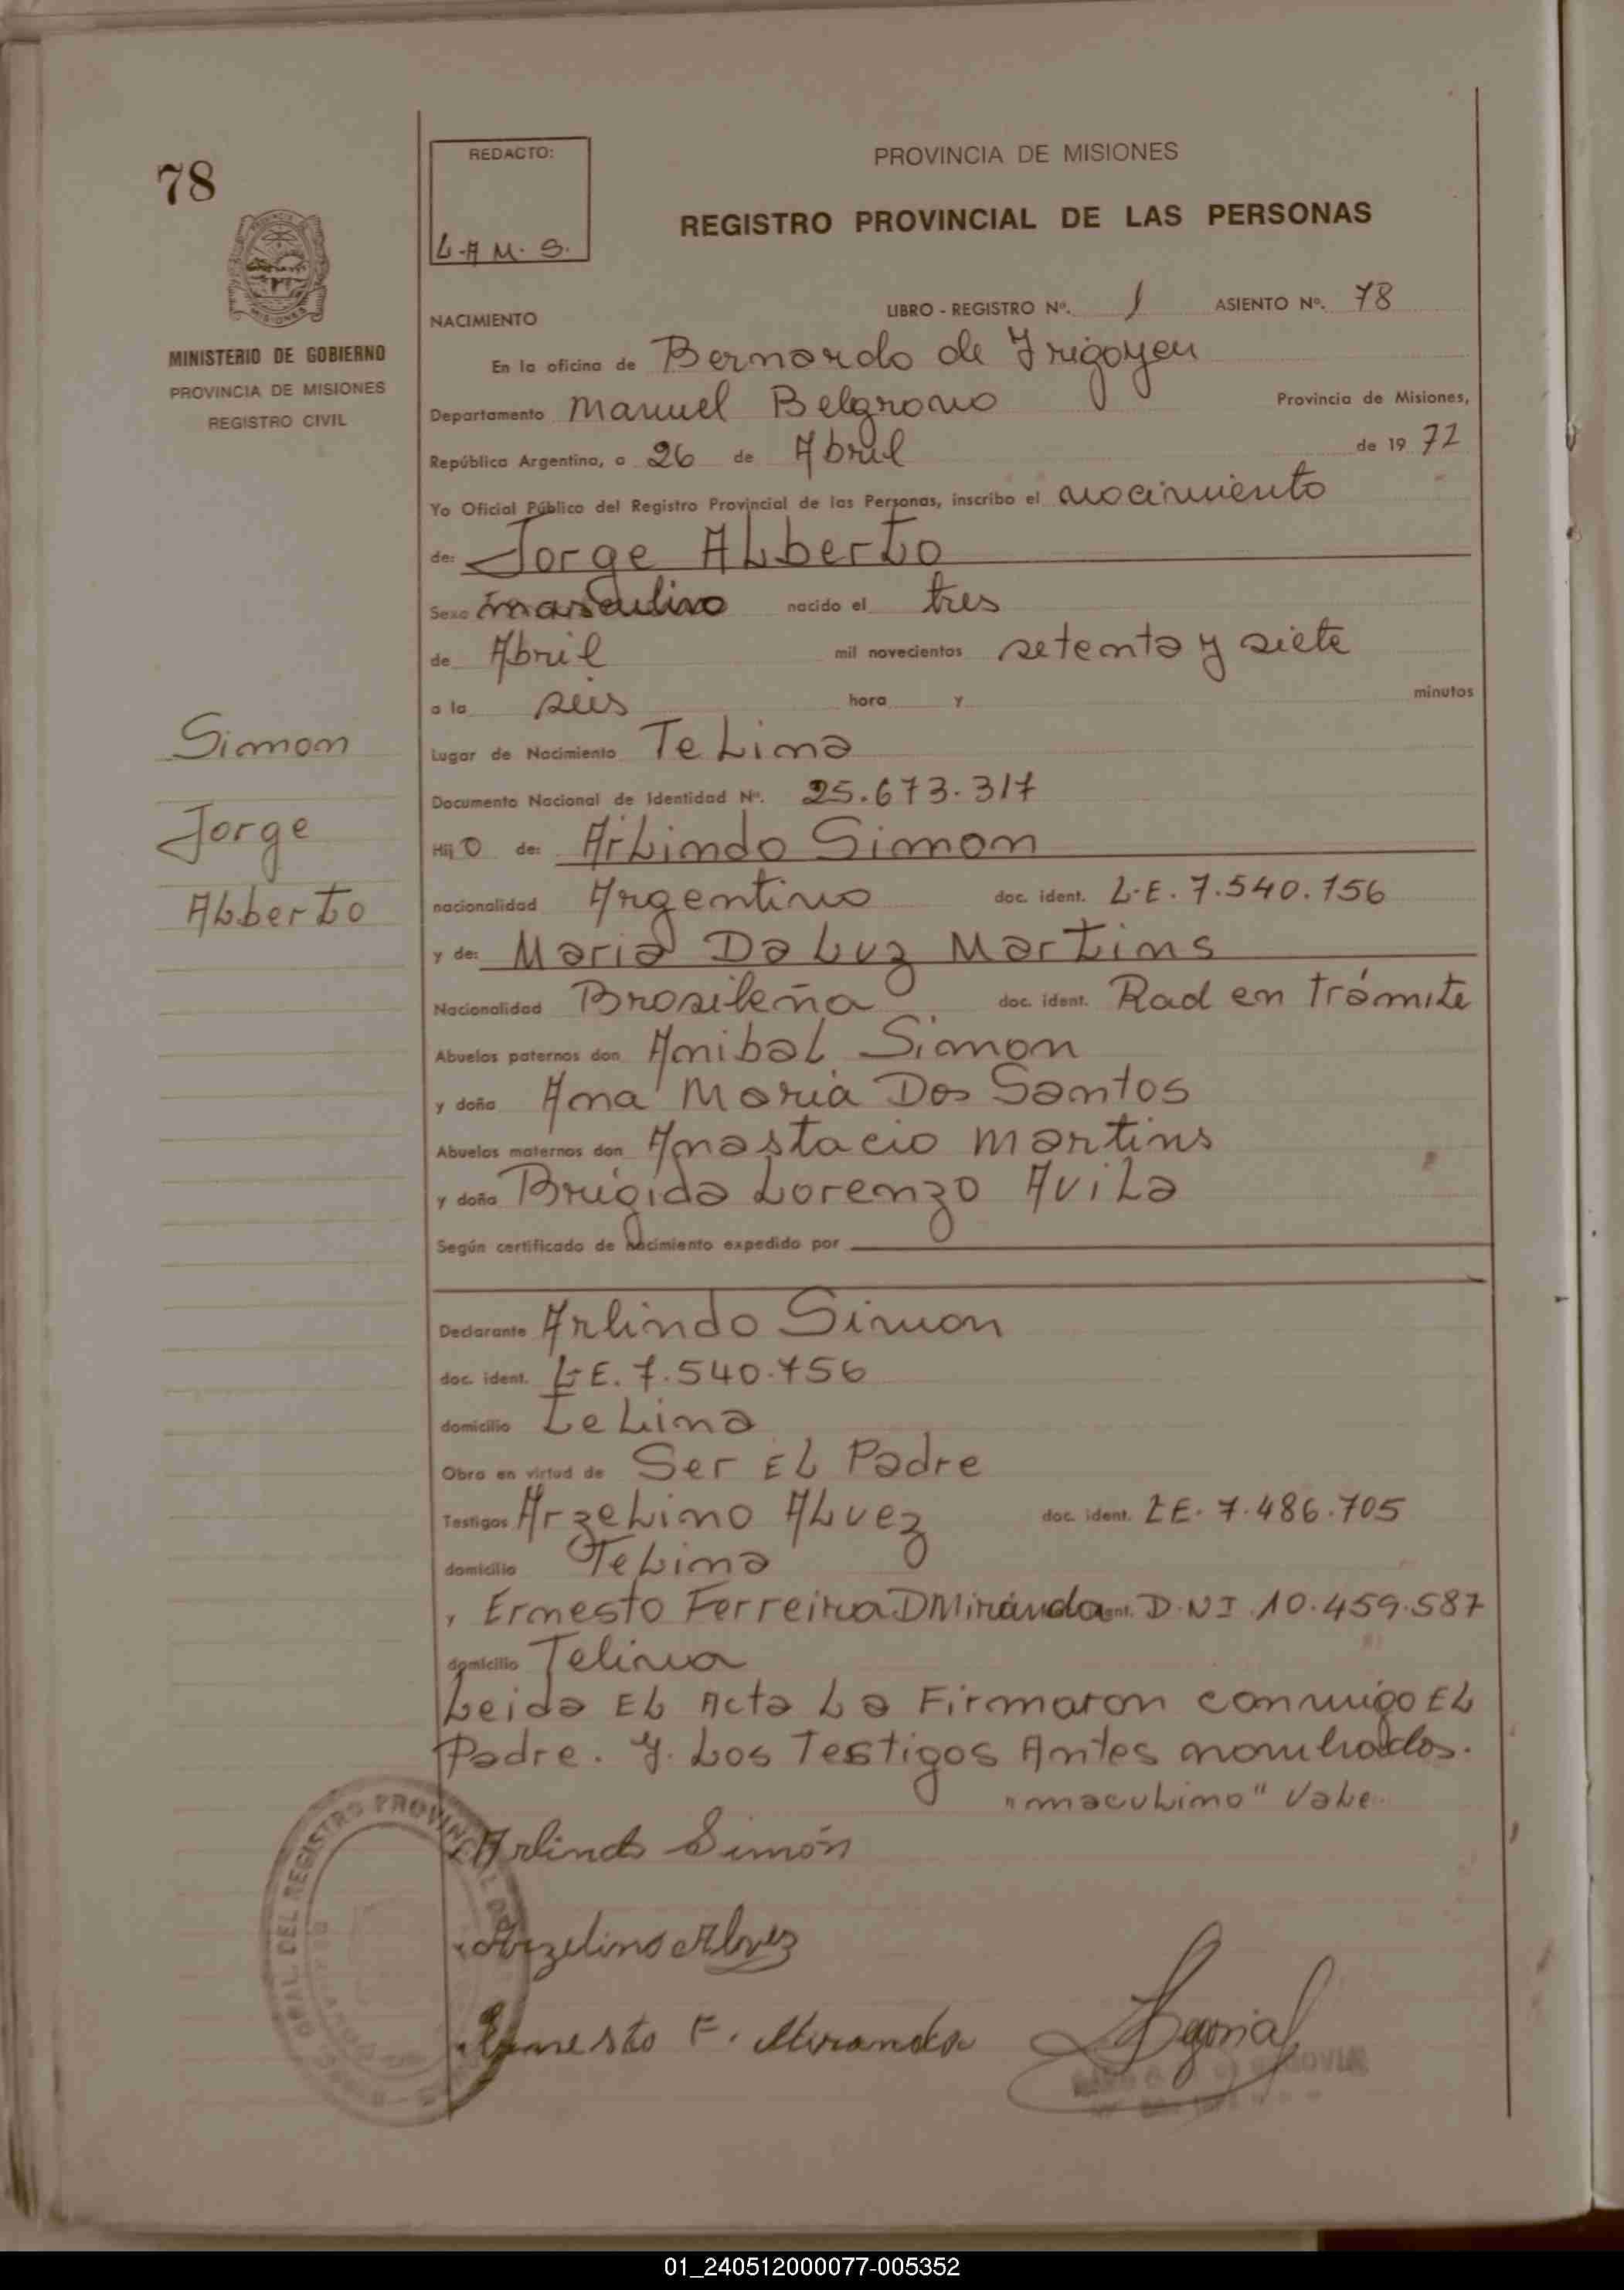 78
REDACTO:
L.A M. S.
PROVINCIA DE MISIONES
REGISTRO PROVINCIAL DE LAS PERSONAS
MISIONES
MINISTERIO DE GOBIERNO
PROVINCIA DE MISIONES
REGISTRO CIVIL
NACIMIENTO LIBRO - REGISTRO Nº. 1 ASIENTO Nº. 78
En la oficina de Bernardo de Irigoyen
Departamento Manuel Belgrano Provincia de Misiones,
República Argentina, a 26 de Abril de 19 77
Yo Oficial Público del Registro Provincial de las Personas, inscribo el nacimiento
de: Jorge Alberto
Sexo masculino nacido el tres
de Abril mil novecientos setenta y siete
a la seis hora y minutos
Lugar de Nacimiento TeLina
Documento Nacional de Identidad Nº. 25.673.317
Hij o de: Arlindo Simon
nacionalidad Argentino doc. ident. L.E. 7.540.756
y de: Maria Da Luz Martins
Nacionalidad Brasileña doc. ident. Rad en trámite
Abuelos paternos don Anibal Simon
y doña Ana Maria Dos Santos
Abuelos maternos don Anastacio Martins
y doña Brigida Lorenzo Avila
Según certificado de nacimiento expedido por
Simon
Jorge
Alberto
Declarante Arlindo Simon
doc. ident. L.E. 7.540.756
domicilio TeLina
Obra en virtud de Ser El Padre
Testigos Arzelino Alvez doc. ident. L.E. 7.486.705
domicilio TeLina
, Ernesto Ferreira D Miranda D.N.I. 10.459.587
domicilio Telina
Leida El Acta La Firmaron conmigo El
Padre. y. Los Testigos Antes nombrados.
"maculino" Vale.
Arlindo Simón
Arzelino Alvez
Ernesto F. Miranda
DEL REGISTRO PROVINCIAL DE
01_240512000077-005352